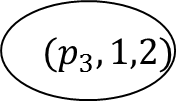 (p₃, 1,2)